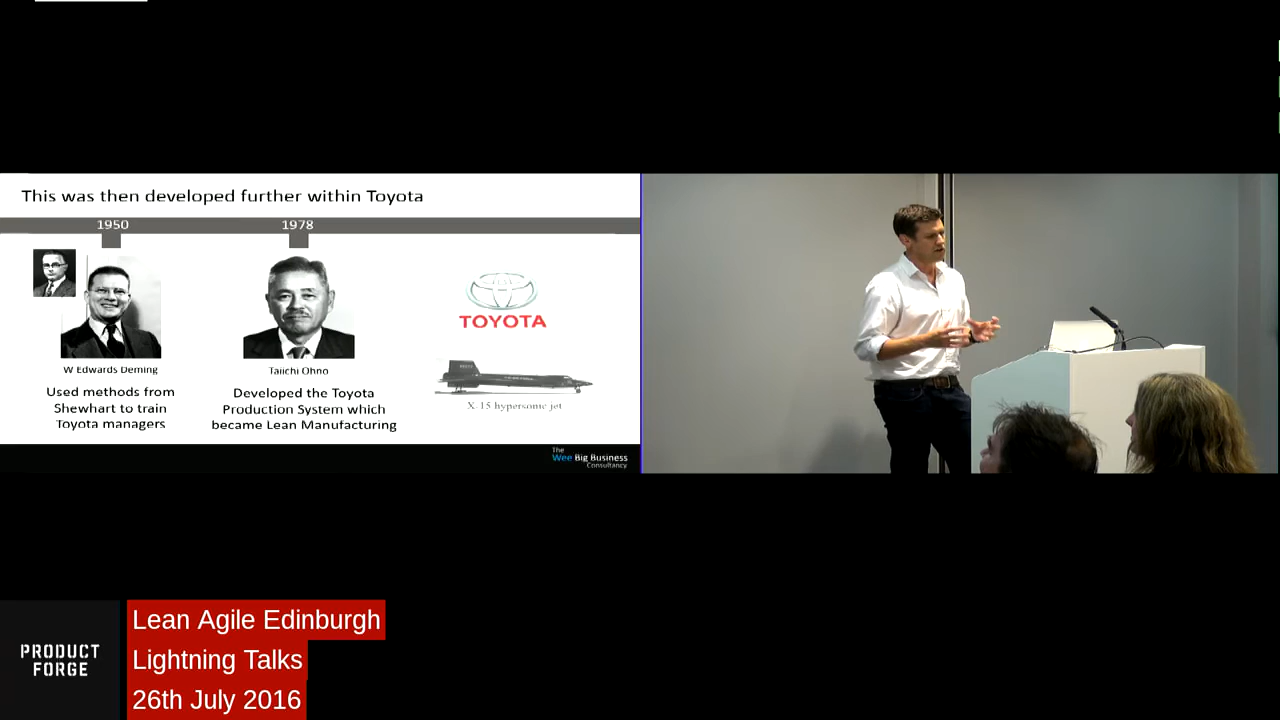 This was then developed further within Toyota
1950
1978
W Edwards Deming
Taiichi Ohno
Used methods from
Shewhart to train
Toyota managers
Developed the Toyota
Production System which
became Lean Manufacturing
TOYOTA
X-15 hypersonic jet
The
Wee Big Business
Consultancy
PRODUCT
FORGE
Lean Agile Edinburgh
Lightning Talks
26th July 2016